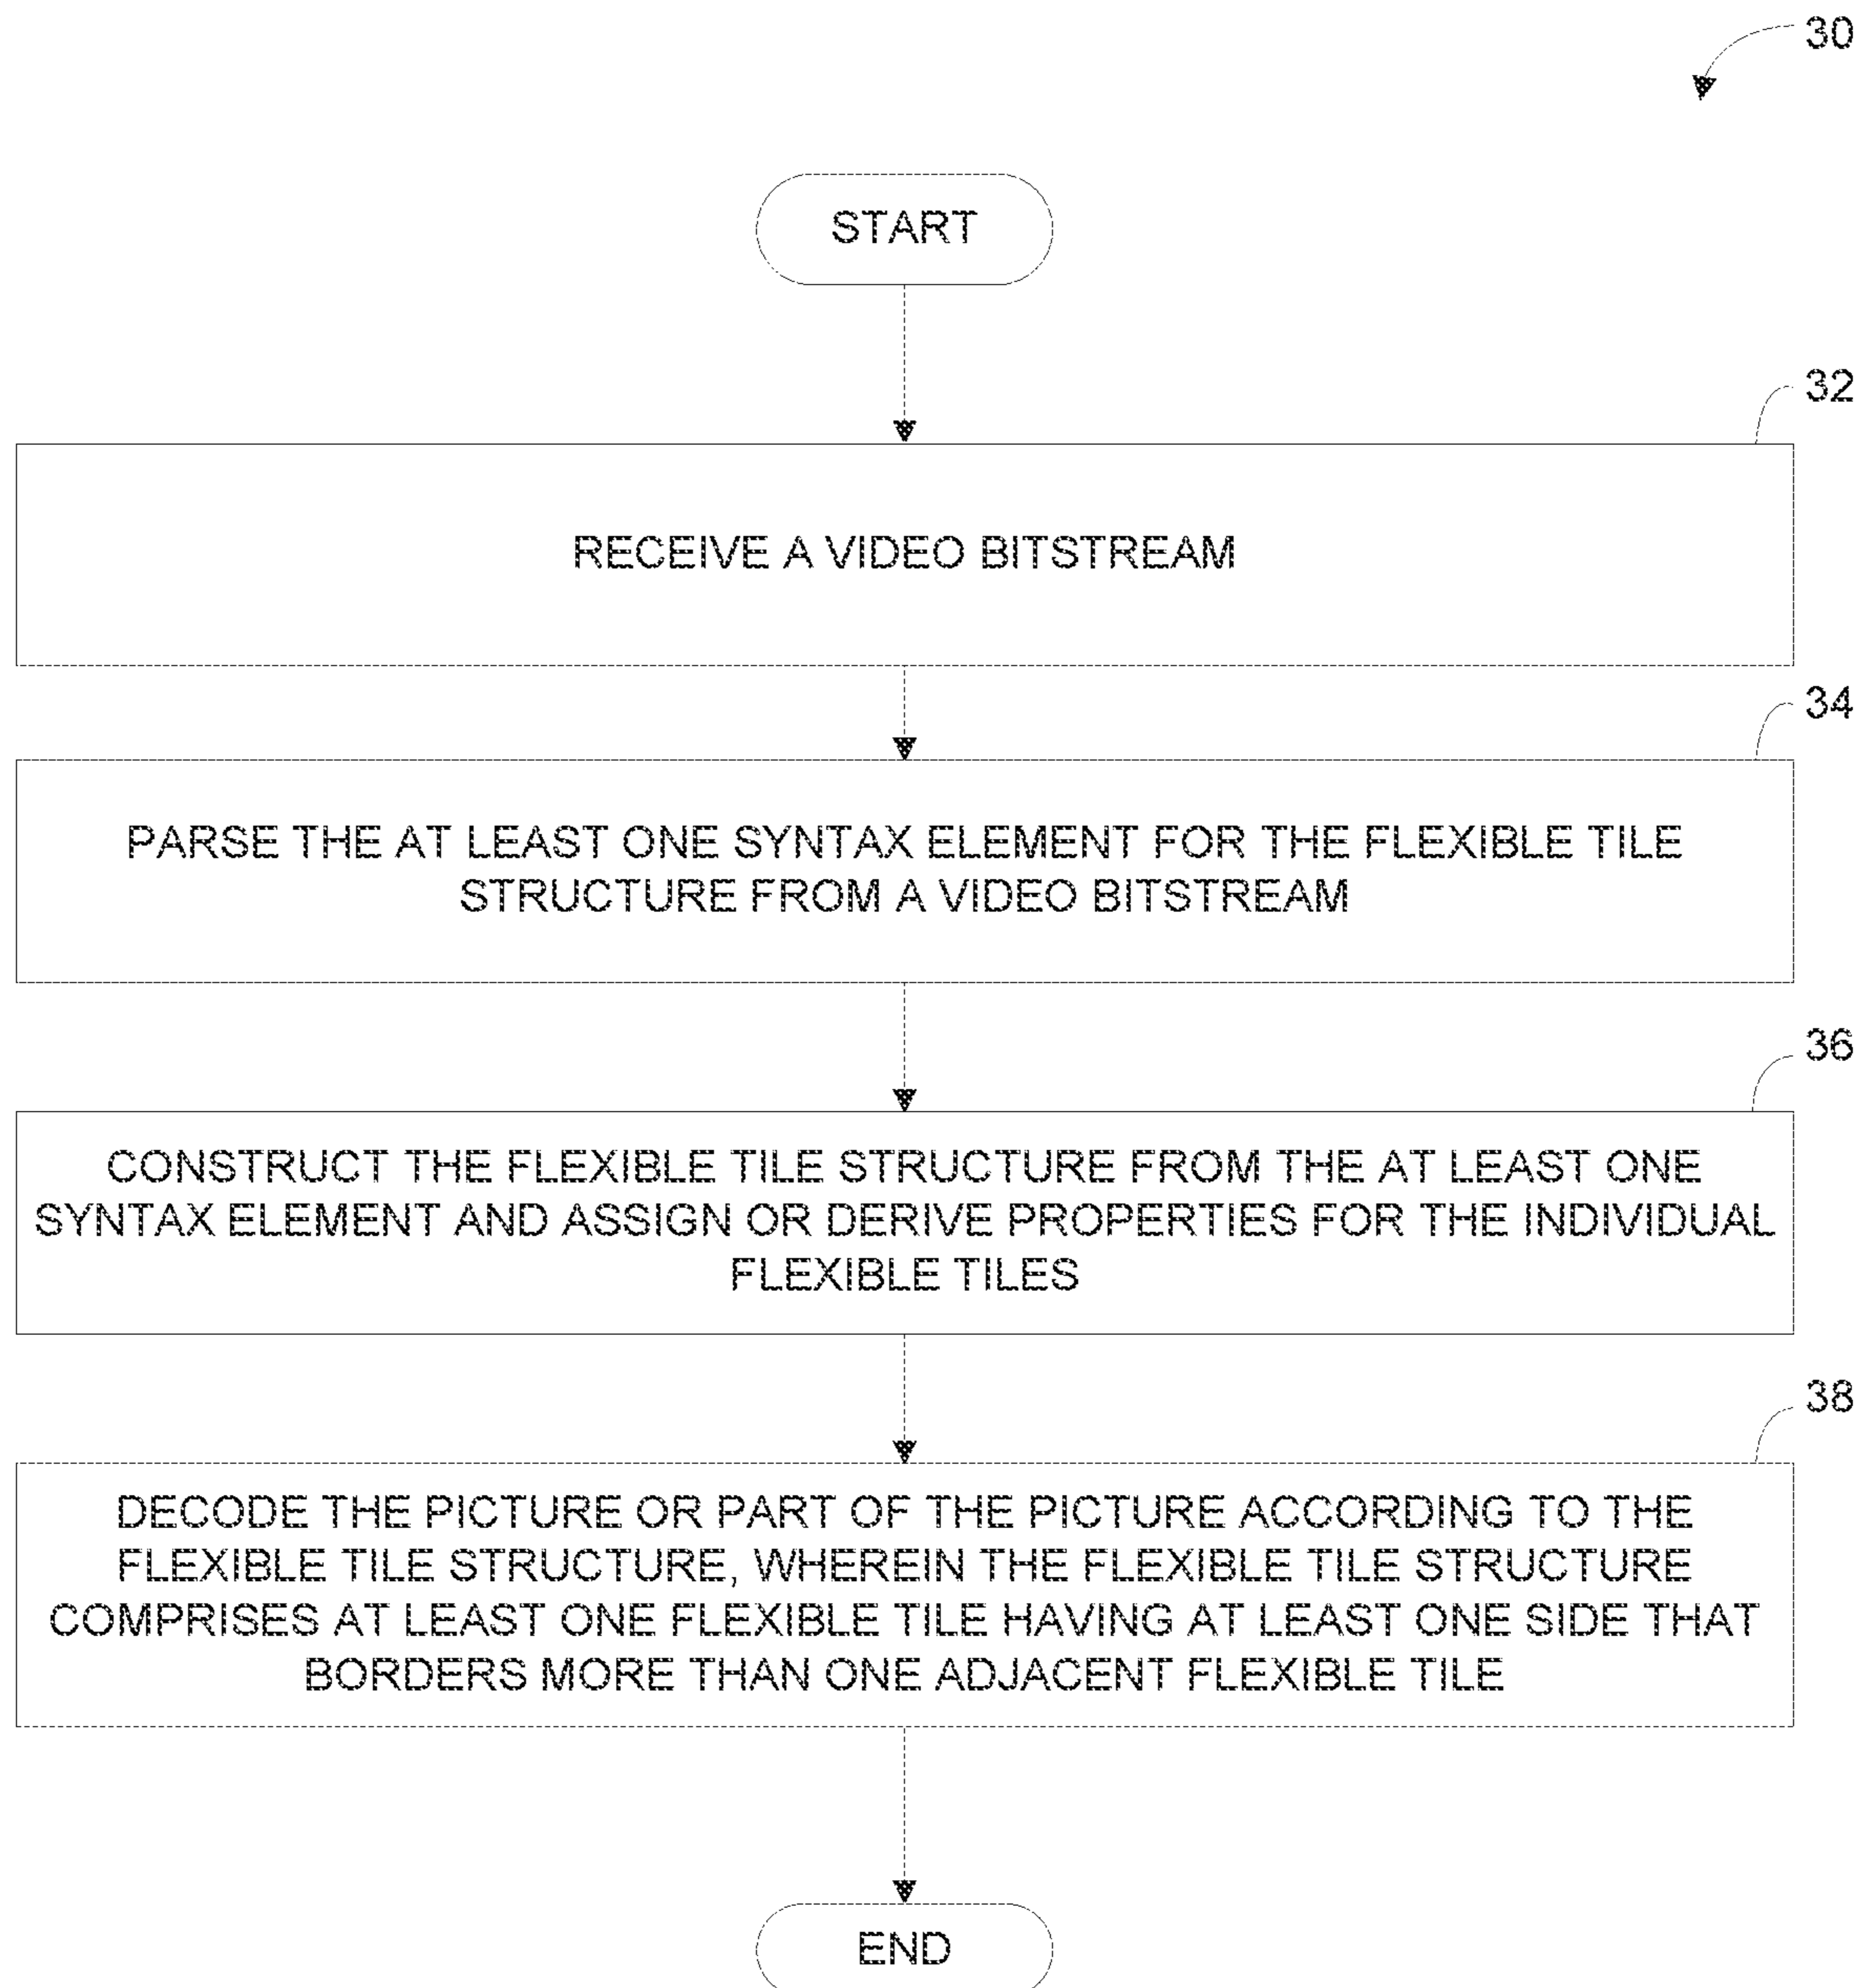 30
START
32
RECEIVE A VIDEO BITSTREAM
34
PARSE THE AT LEAST ONE SYNTAX ELEMENT FOR THE FLEXIBLE TILE
STRUCTURE FROM A VIDEO BITSTREAM
36
CONSTRUCT THE FLEXIBLE TILE STRUCTURE FROM THE AT LEAST ONE
SYNTAX ELEMENT AND ASSIGN OR DERIVE PROPERTIES FOR THE INDIVIDUAL
FLEXIBLE TILES
38
DECODE THE PICTURE OR PART OF THE PICTURE ACCORDING TO THE
FLEXIBLE TILE STRUCTURE, WHEREIN THE FLEXIBLE TILE STRUCTURE
COMPRISES AT LEAST ONE FLEXIBLE TILE HAVING AT LEAST ONE SIDE THAT
BORDERS MORE THAN ONE ADJACENT FLEXIBLE TILE
END